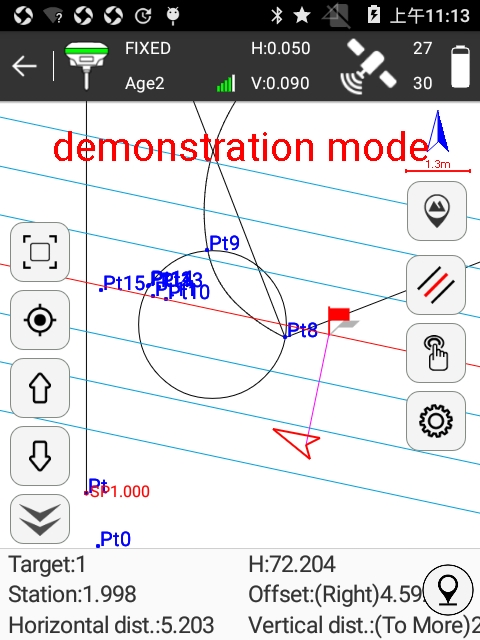 上午11:13
FIXED H:0.050 27
Age2 V:0.090 30
demonstration mode
1.3m
Pt9
Pt15
Pt10
Pt8
Pt
SP1.000
Pt0
Target:1 H:72.204
Station:1.998 Offset:(Right)4.59
Horizontal dist.:5.203 Vertical dist.:(To More)2